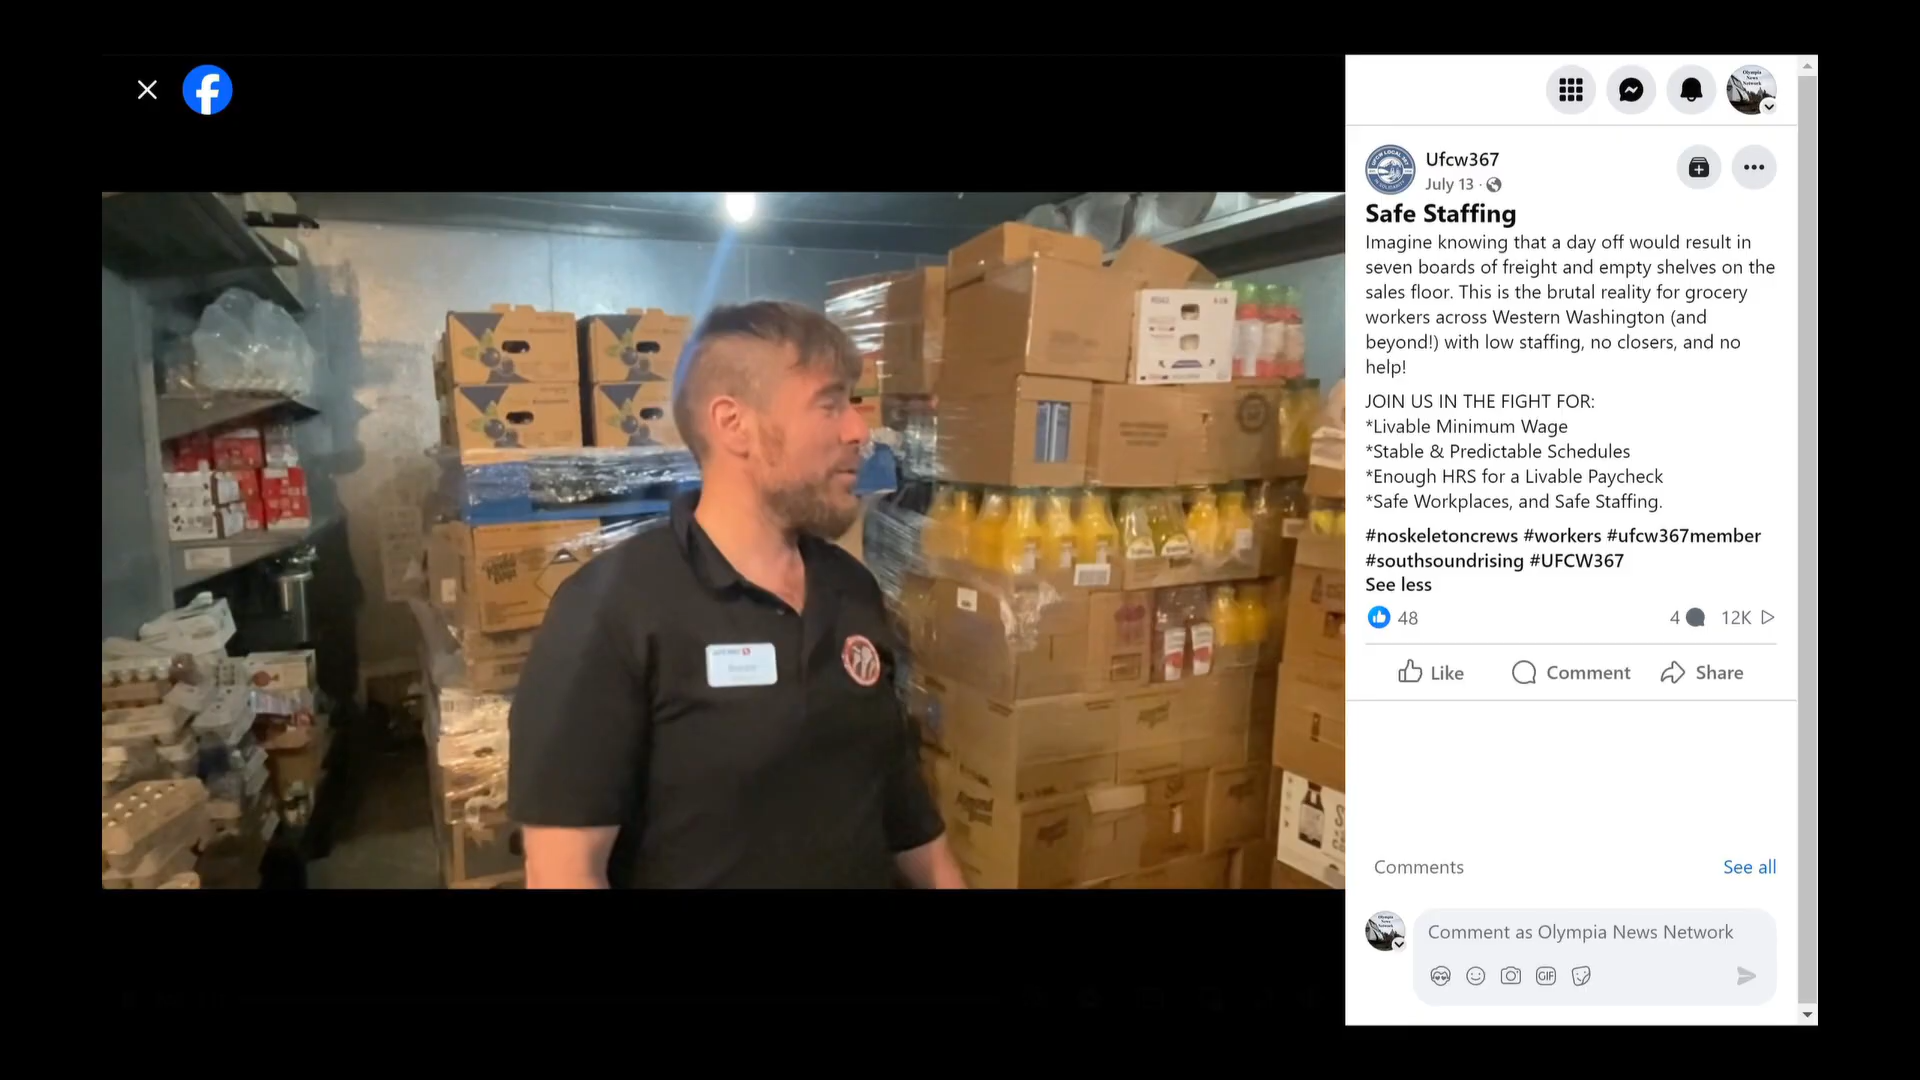 Ufcw367
July 13 ·
Safe Staffing
Imagine knowing that a day off would result in
seven boards of freight and empty shelves on the
sales floor. This is the brutal reality for grocery
workers across Western Washington (and
beyond!) with low staffing, no closers, and no
help!
JOIN US IN THE FIGHT FOR:
*Livable Minimum Wage
*Stable & Predictable Schedules
*Enough HRS for a Livable Paycheck
*Safe Workplaces, and Safe Staffing.
#noskeletoncrews #workers #ufcw367member
#southsoundrising #UFCW367
See less
48
4
12K
Like
Comment
Share
Comments
See all
Comment as Olympia News Network
GIF